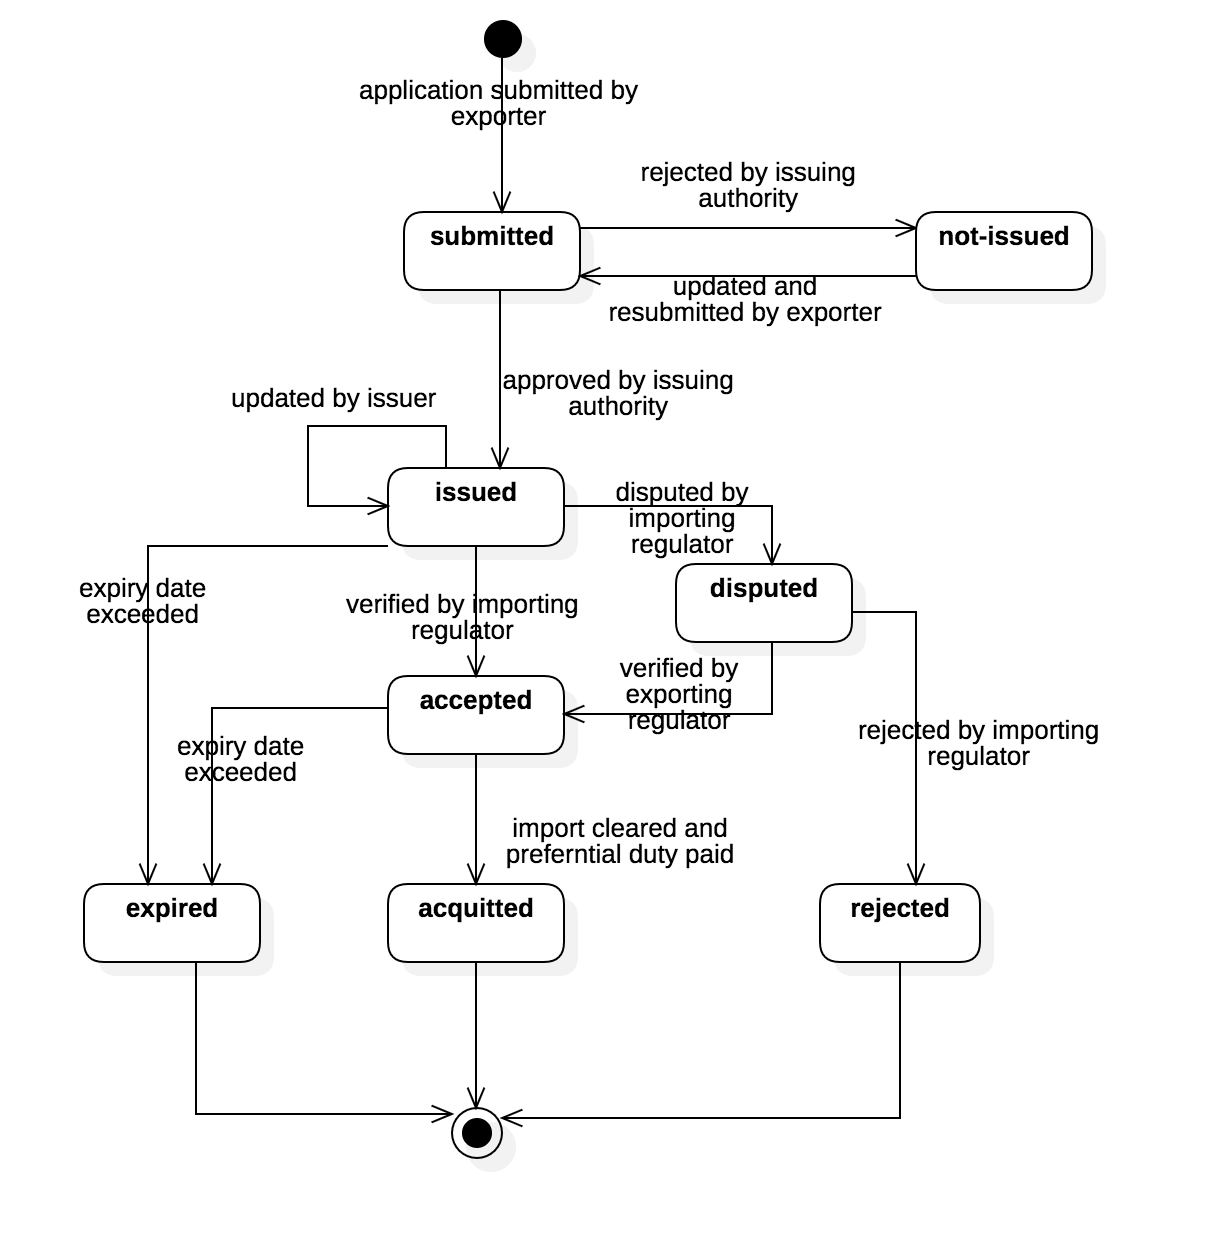 application submitted by
exporter
rejected by issuing
authority
submitted
not-issued
updated and
resubmitted by exporter
approved by issuing
authority
updated by issuer
issued
disputed by
importing
regulator
expiry date
exceeded
verified by importing
regulator
disputed
verified by
exporting
regulator
accepted
rejected by importing
regulator
expiry date
exceeded
import cleared and
preferntial duty paid
expired
acquitted
rejected